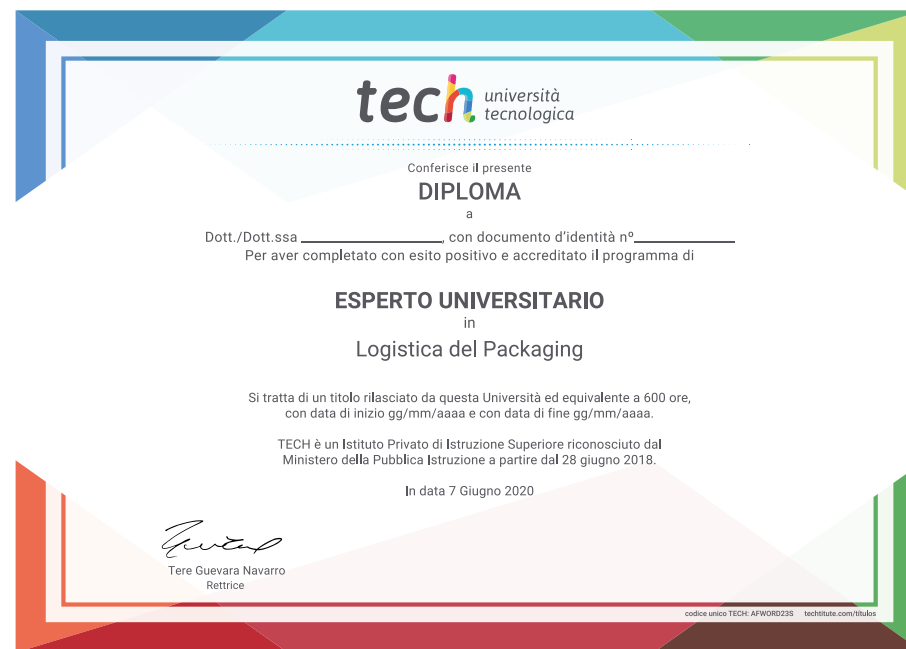 tech università
tecnologica
Conferisce il presente
DIPLOMA
a
Dott./Dott.ssa ____________________, con documento d'identità nº______________
Per aver completato con esito positivo e accreditato il programma di
ESPERTO UNIVERSITARIO
in
Logistica del Packaging
Si tratta di un titolo rilasciato da questa Università ed equivalente a 600 ore,
con data di inizio gg/mm/aaaa e con data di fine gg/mm/aaaa.
TECH è un Istituto Privato di Istruzione Superiore riconosciuto dal
Ministero della Pubblica Istruzione a partire dal 28 giugno 2018.
In data 7 Giugno 2020
Tere Guevara Navarro
Rettrice
codice unico TECH: AFWORD23S techtitute.com/títulos